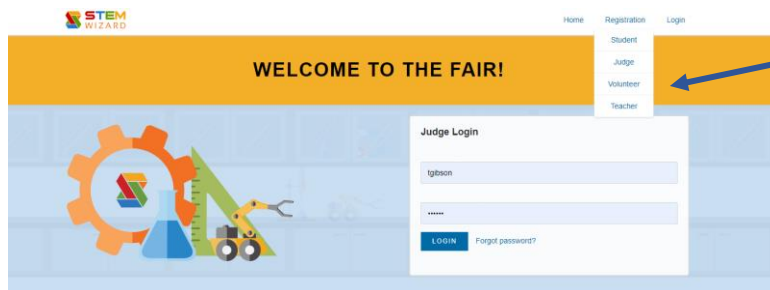 STEM
WIZARD
Home Registration Login
Student
Judge
Volunteer
Teacher
WELCOME TO THE FAIR!
Judge Login
tgibson
••••••
LOGIN Forgot password?